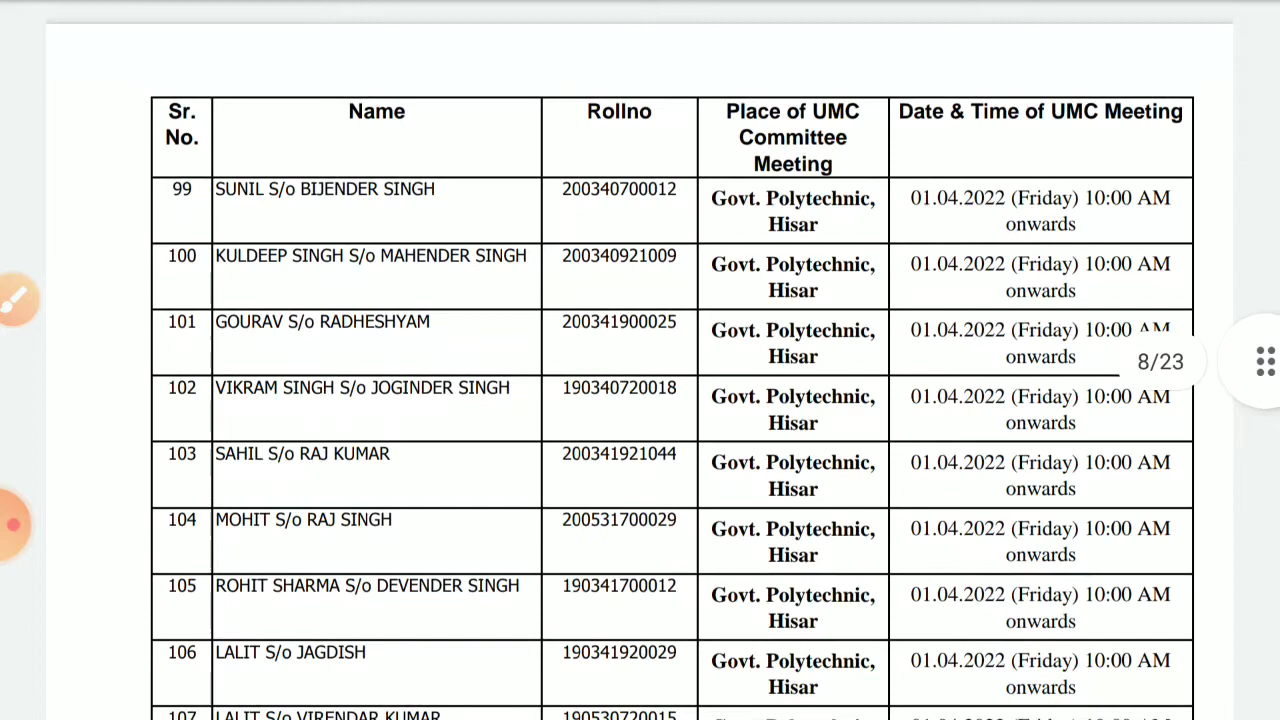 Sr. No. Name Rollno Place of UMC Committee Meeting Date & Time of UMC Meeting
99 SUNIL S/o BIJENDER SINGH 200340700012 Govt. Polytechnic, Hisar 01.04.2022 (Friday) 10:00 AM onwards
100 KULDEEP SINGH S/o MAHENDER SINGH 200340921009 Govt. Polytechnic, Hisar 01.04.2022 (Friday) 10:00 AM onwards
101 GOURAV S/o RADHESHYAM 200341900025 Govt. Polytechnic, Hisar 01.04.2022 (Friday) 10:00 AM onwards
8/23
102 VIKRAM SINGH S/o JOGINDER SINGH 190340720018 Govt. Polytechnic, Hisar 01.04.2022 (Friday) 10:00 AM onwards
103 SAHIL S/o RAJ KUMAR 200341921044 Govt. Polytechnic, Hisar 01.04.2022 (Friday) 10:00 AM onwards
104 MOHIT S/o RAJ SINGH 200531700029 Govt. Polytechnic, Hisar 01.04.2022 (Friday) 10:00 AM onwards
105 ROHIT SHARMA S/o DEVENDER SINGH 190341700012 Govt. Polytechnic, Hisar 01.04.2022 (Friday) 10:00 AM onwards
106 LALIT S/o JAGDISH 190341920029 Govt. Polytechnic, Hisar 01.04.2022 (Friday) 10:00 AM onwards
107 LALIT S/o VIRENDAR KUMAR 190530720015